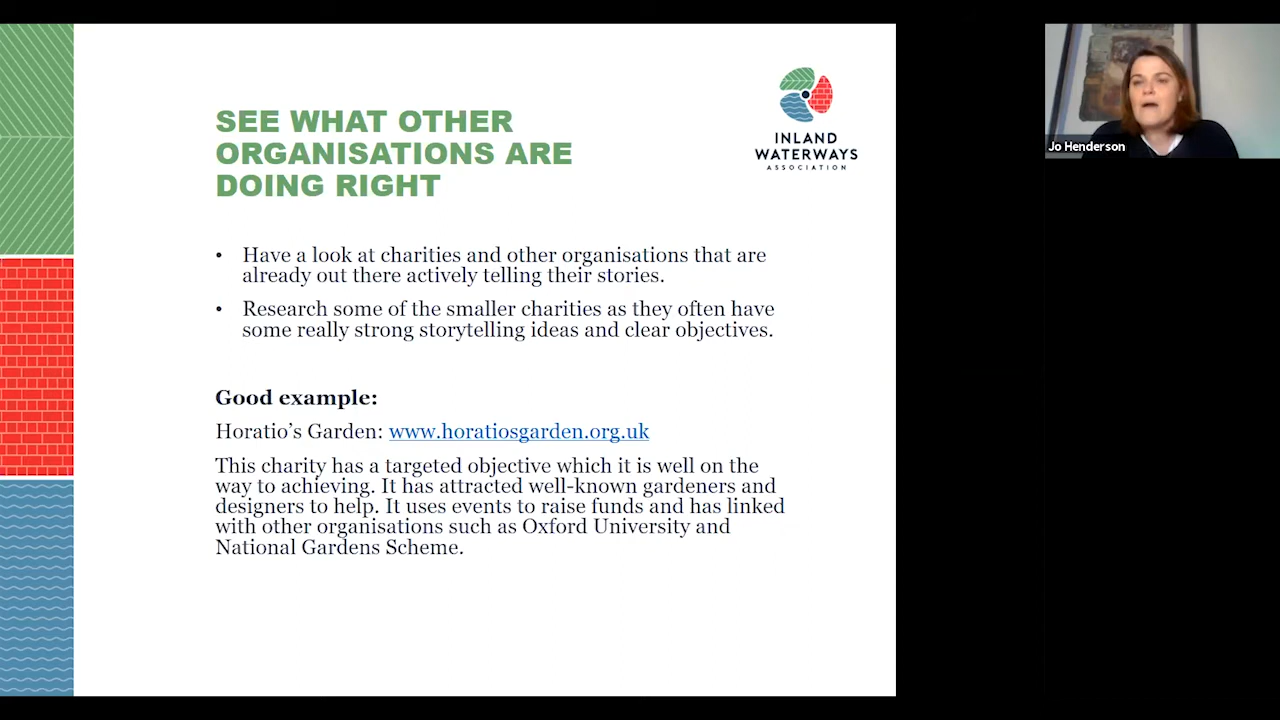 SEE WHAT OTHER
ORGANISATIONS ARE
DOING RIGHT
INLAND
WATERWAYS
ASSOCIATION
Jo Henderson
• Have a look at charities and other organisations that are
already out there actively telling their stories.
• Research some of the smaller charities as they often have
some really strong storytelling ideas and clear objectives.
Good example:
Horatio’s Garden: www.horatiosgarden.org.uk
This charity has a targeted objective which it is well on the
way to achieving. It has attracted well-known gardeners and
designers to help. It uses events to raise funds and has linked
with other organisations such as Oxford University and
National Gardens Scheme.